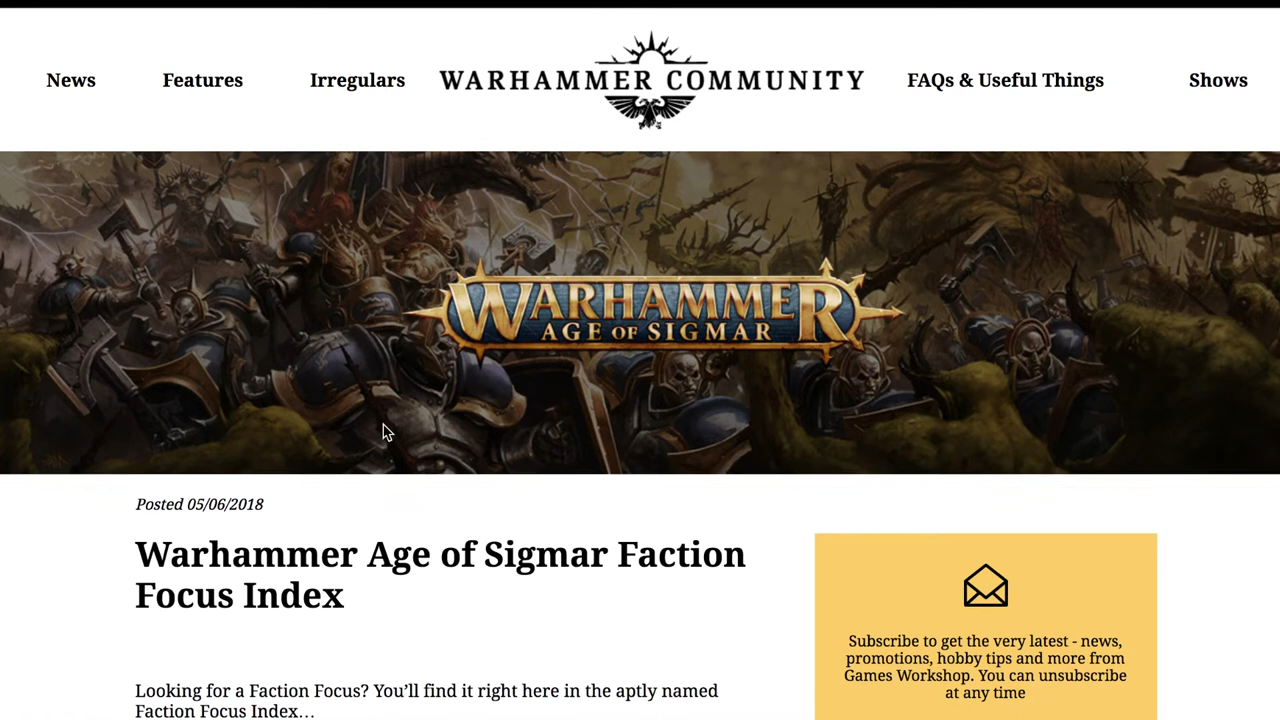 News
Features
Irregulars
WARHAMMER COMMUNITY
FAQs & Useful Things
Shows
WARHAMMER
AGE OF SIGMAR
Posted 05/06/2018
Warhammer Age of Sigmar Faction
Focus Index
Looking for a Faction Focus? You’ll find it right here in the aptly named
Faction Focus Index…
Subscribe to get the very latest - news,
promotions, hobby tips and more from
Games Workshop. You can unsubscribe
at any time